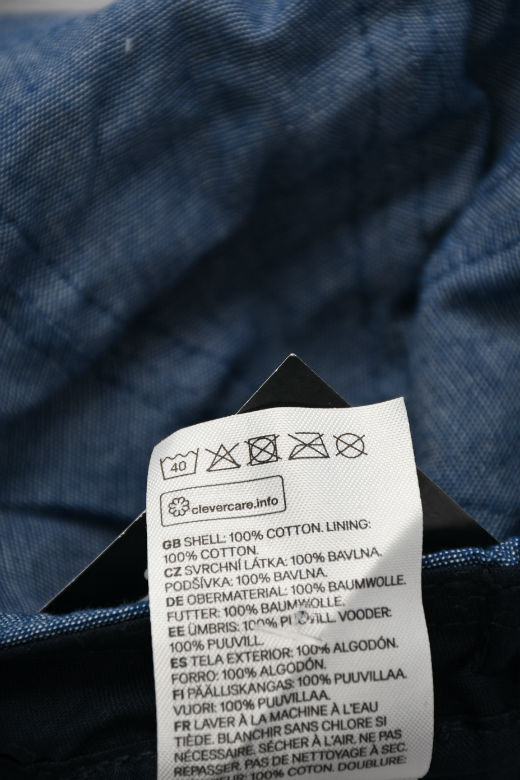 40
clevercare.info
GB SHELL: 100% COTTON. LINING:
100% COTTON.
CZ SVRCHNÍ LÁTKA: 100% BAVLNA.
PODŠÍVKA: 100% BAVLNA.
DE OBERMATERIAL: 100% BAUMWOLLE.
FUTTER: 100% BAUMWOLLE.
EE ÜMBRIS: 100% VOODER:
100% PUUVILL.
ES TELA EXTERIOR: 100% ALGODÓN.
FORRO: 100% ALGODÓN.
FI PÄÄLLISKANGAS: 100% PUUVILLAA.
VUORI: 100% PUUVILLAA.
FR LAVER À LA MACHINE À L'EAU
TIÈDE. BLANCHIR SANS CHLORE SI
NÉCESSAIRE. SÉCHER À L'AIR. NE PAS
REPASSER. PAS DE NETTOYAGE À SEC.
100% COTON. DOUBLURE: